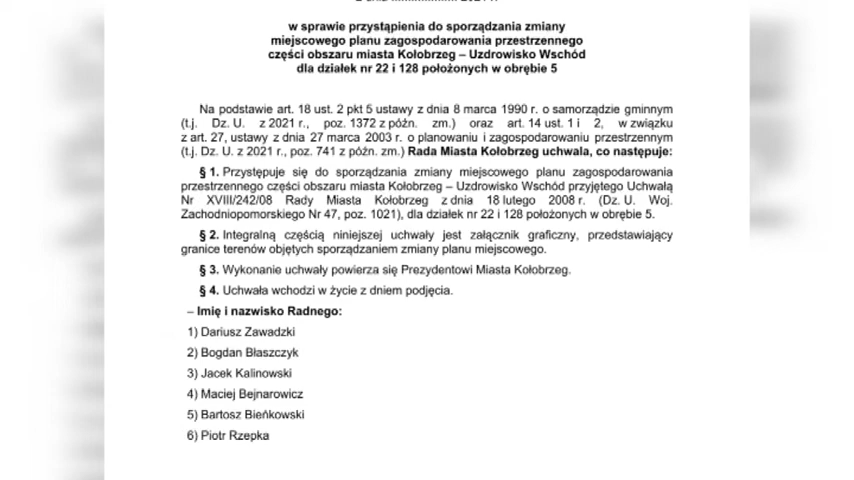 w sprawie przystąpienia do sporządzania zmiany
miejscowego planu zagospodarowania przestrzennego
części obszaru miasta Kołobrzeg – Uzdrowisko Wschód
dla działek nr 22 i 128 położonych w obrębie 5
Na podstawie art. 18 ust. 2 pkt 5 ustawy z dnia 8 marca 1990 r. o samorządzie gminnym
(t.j. Dz. U. z 2021 r., poz. 1372 z późn. zm.) oraz art. 14 ust. 1 i 2, w związku
z art. 27, ustawy z dnia 27 marca 2003 r. o planowaniu i zagospodarowaniu przestrzennym
(t.j. Dz. U. z 2021 r., poz. 741 z późn. zm.) Rada Miasta Kołobrzeg uchwala, co następuje:
§ 1. Przystępuje się do sporządzania zmiany miejscowego planu zagospodarowania
przestrzennego części obszaru miasta Kołobrzeg – Uzdrowisko Wschód przyjętego Uchwałą
Nr XVIII/242/08 Rady Miasta Kołobrzeg z dnia 18 lutego 2008 r. (Dz. U. Woj.
Zachodniopomorskiego Nr 47, poz. 1021), dla działek nr 22 i 128 położonych w obrębie 5.
§ 2. Integralną częścią niniejszej uchwały jest załącznik graficzny, przedstawiający
granice terenów objętych sporządzaniem zmiany planu miejscowego.
§ 3. Wykonanie uchwały powierza się Prezydentowi Miasta Kołobrzeg.
§ 4. Uchwała wchodzi w życie z dniem podjęcia.
– Imię i nazwisko Radnego:
1) Dariusz Zawadzki
2) Bogdan Błaszczyk
3) Jacek Kalinowski
4) Maciej Bejnarowicz
5) Bartosz Bieńkowski
6) Piotr Rzepka